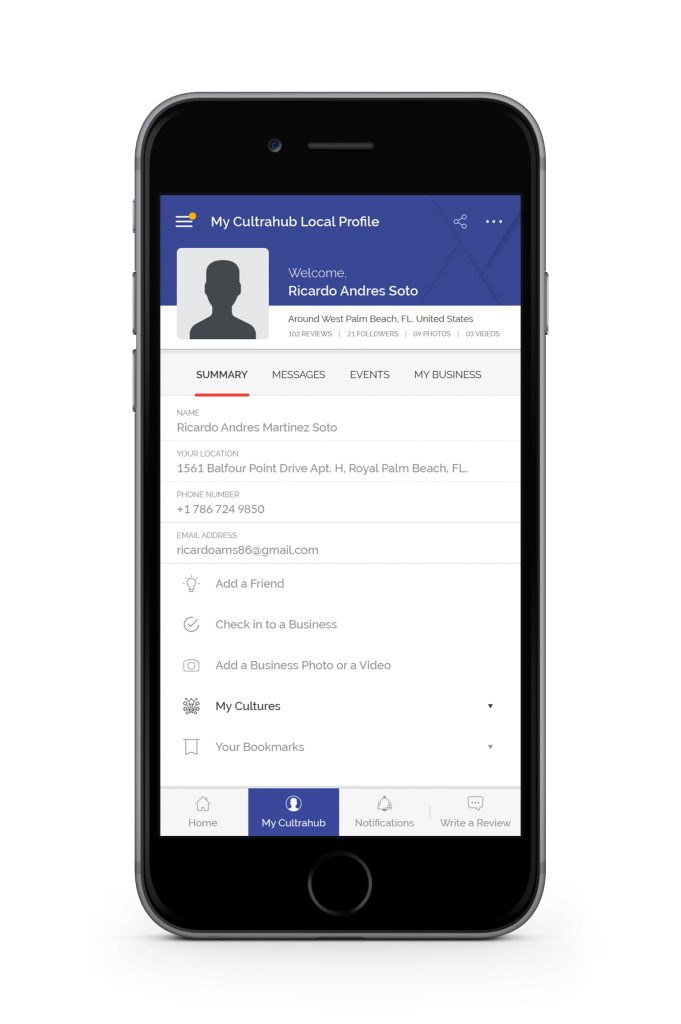 My Cultrahub Local Profile
Welcome,
Ricardo Andres Soto
Around West Palm Beach, FL. United States
102 REVIEWS | 21 FOLLOWERS | 09 PHOTOS | 03 VIDEOS
SUMMARY MESSAGES EVENTS MY BUSINESS
NAME
Ricardo Andres Martinez Soto
YOUR LOCATION
1561 Balfour Point Drive Apt. H, Royal Palm Beach, FL.
PHONE NUMBER
+1 786 724 9850
EMAIL ADDRESS
ricardoams86@gmail.com
Add a Friend
Check in to a Business
Add a Business Photo or a Video
My Cultures
Your Bookmarks
Home My Cultrahub Notifications Write a Review